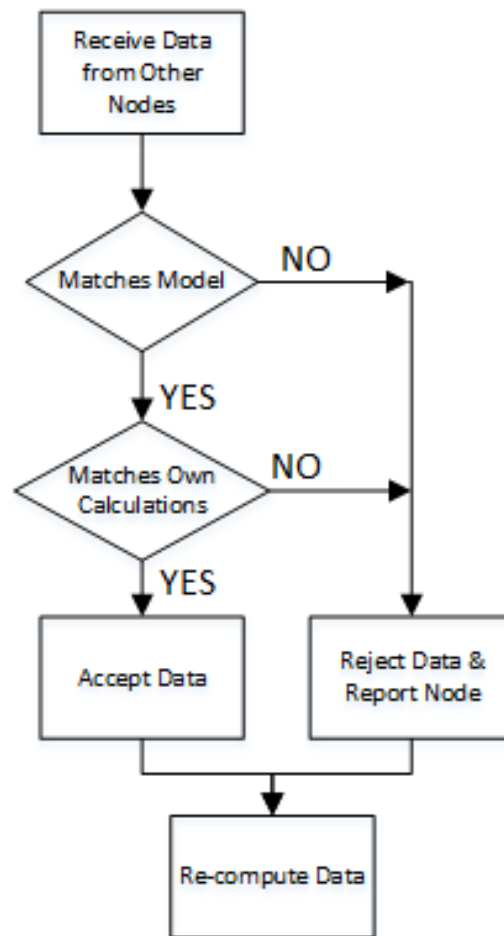 Receive Data
from Other
Nodes
Matches Model
NO
YES
Matches Own
Calculations
NO
YES
Accept Data
Reject Data &
Report Node
Re-compute Data